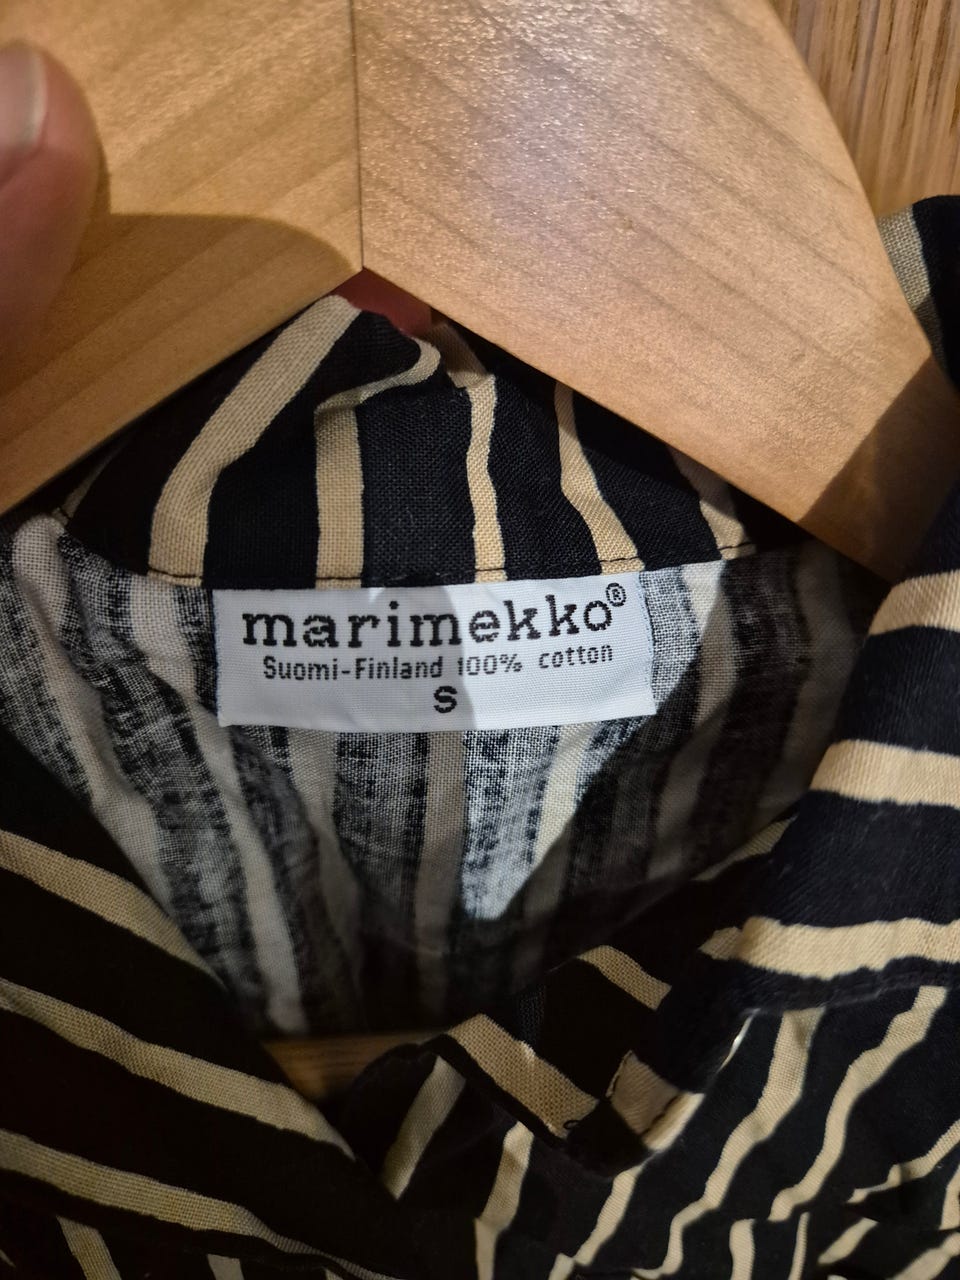 marimekko®
Suomi-Finland 100% cotton
S